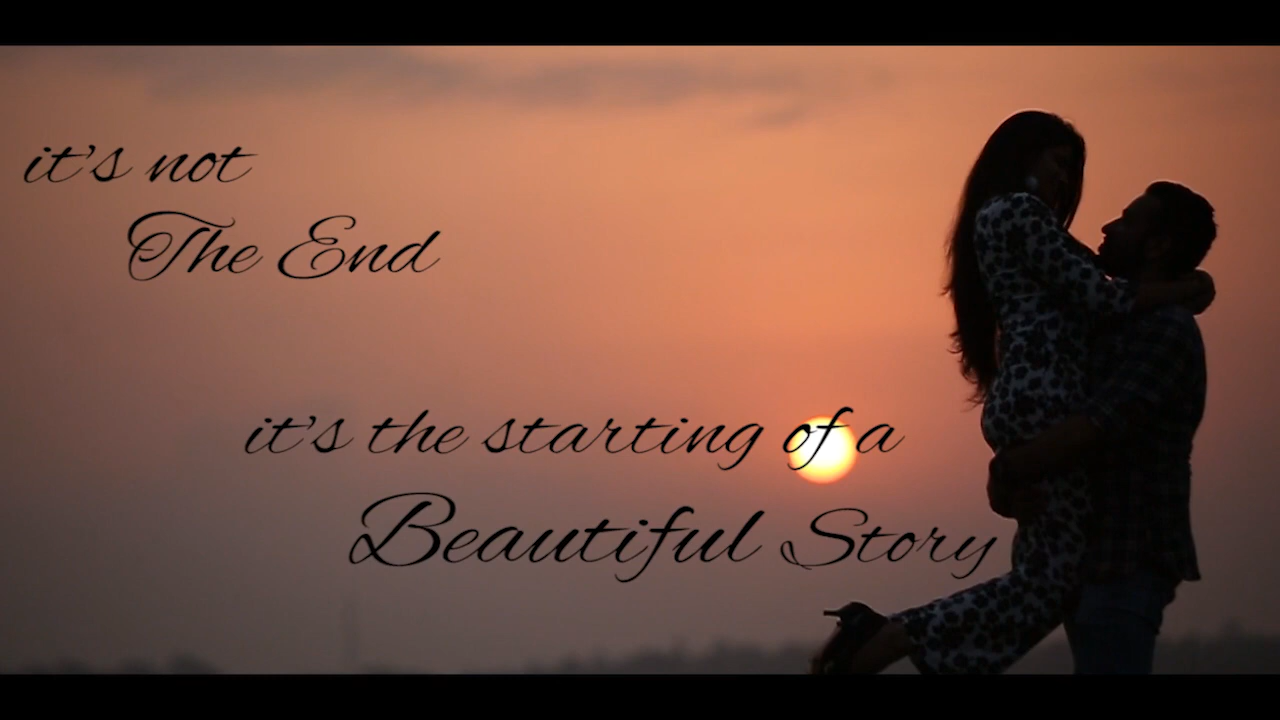 it's not
The End
it's the starting of a
Beautiful Story